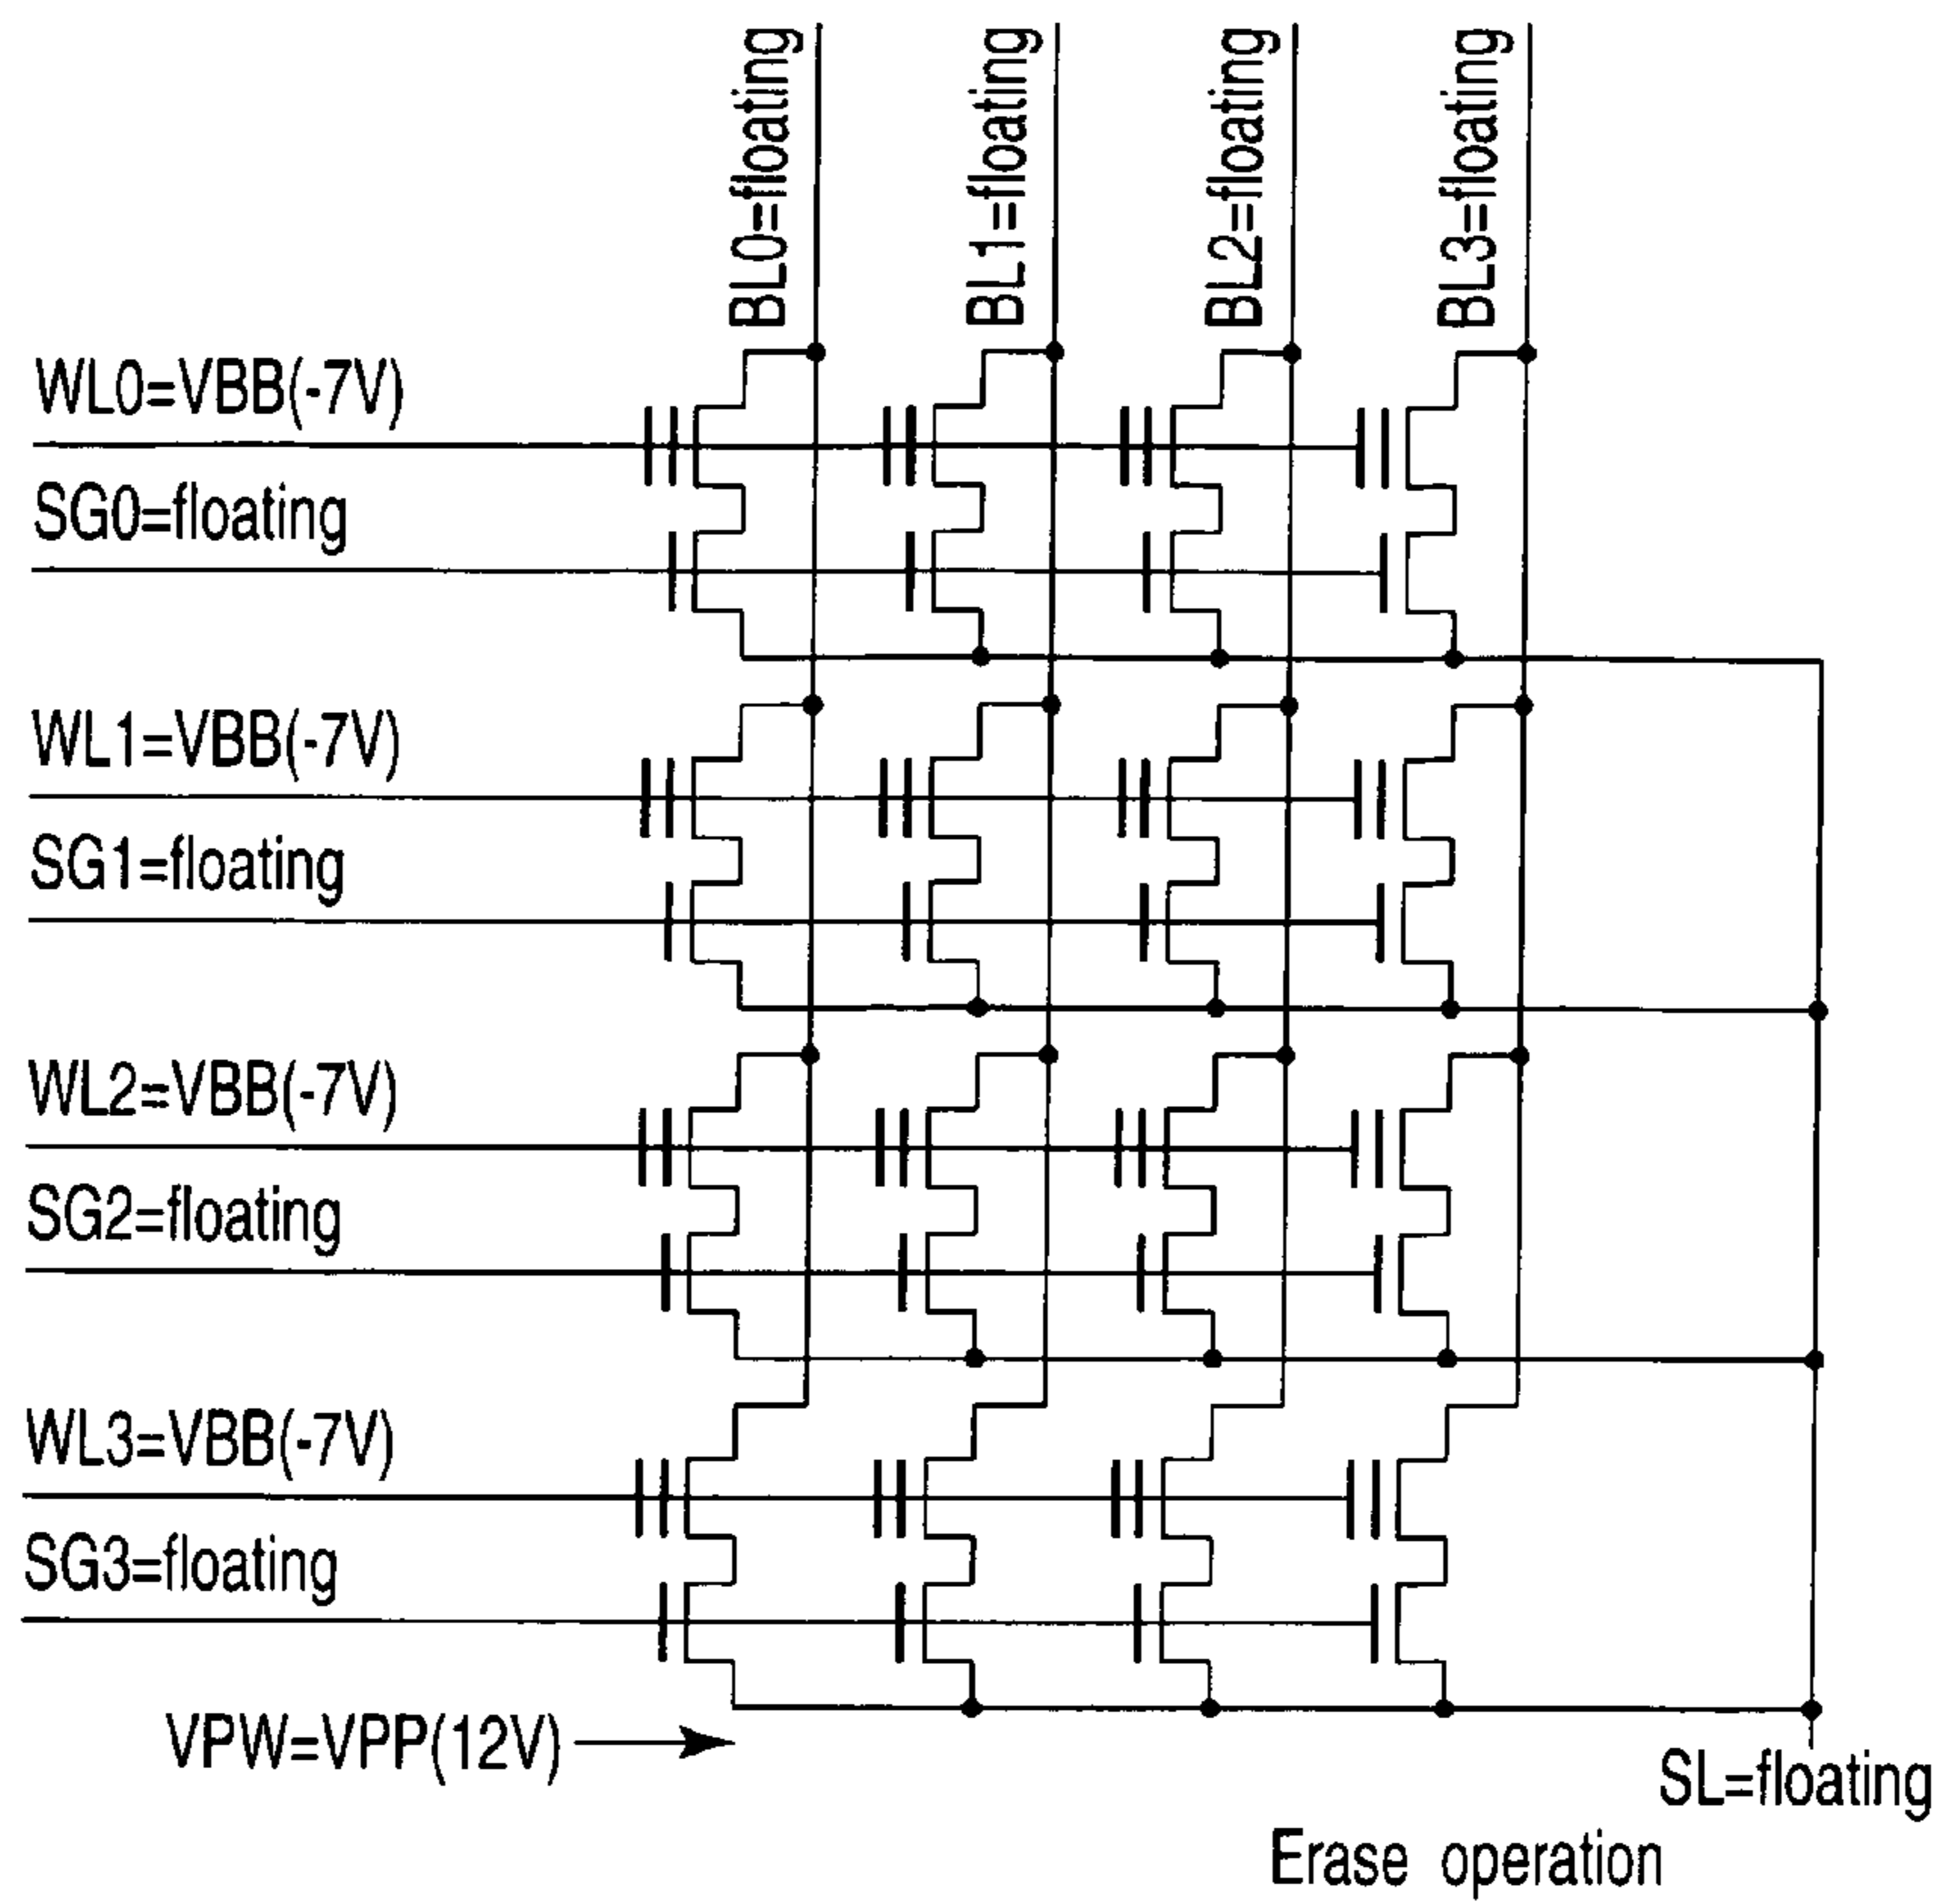 BL0=floating
BL1=floating
BL2=floating
BL3=floating
WL0=VBB(-7V)
SG0=floating
WL1=VBB(-7V)
SG1=floating
WL2=VBB(-7V)
SG2=floating
WL3=VBB(-7V)
SG3=floating
VPW=VPP(12V)
SL=floating
Erase operation